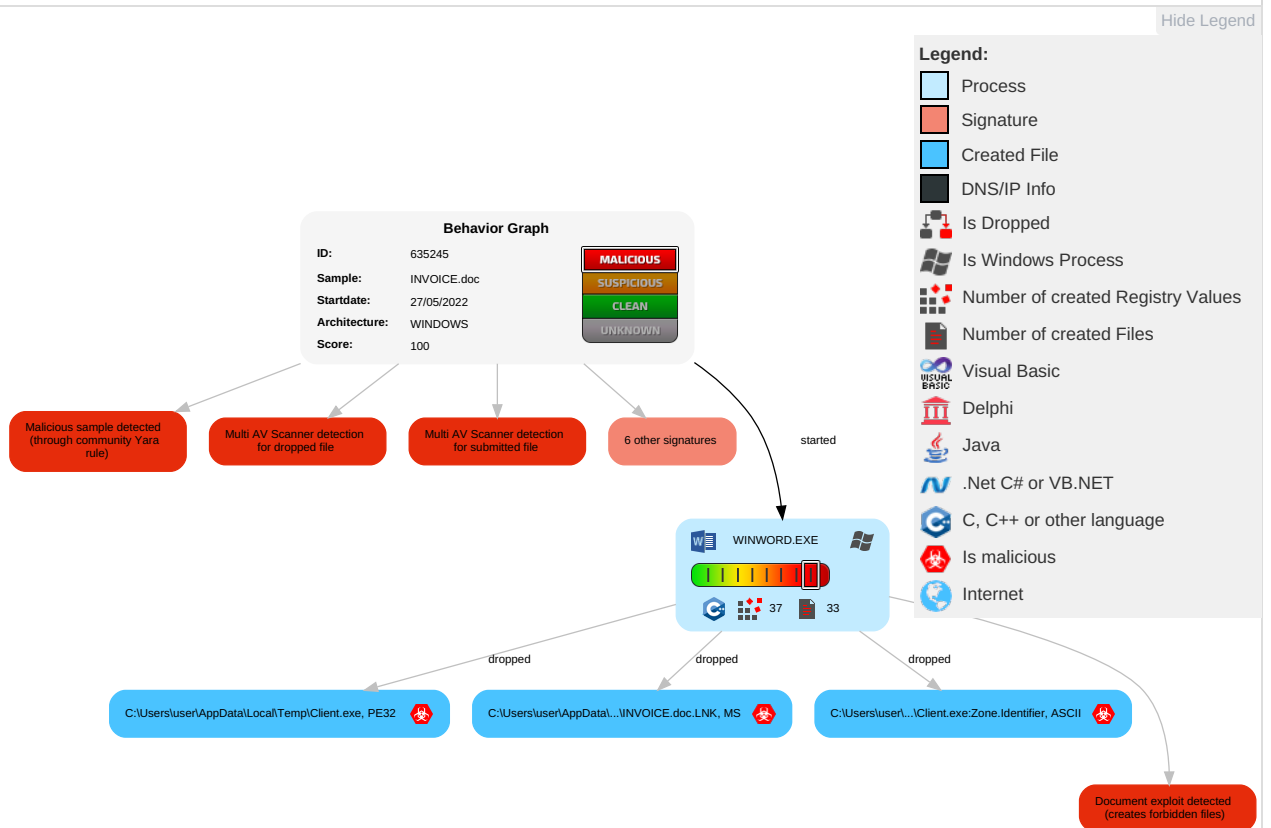 Hide Legend
Legend:
Process
Signature
Created File
DNS/IP Info
Is Dropped
Is Windows Process
Number of created Registry Values
Number of created Files
VISUAL
BASIC
Visual Basic
Delphi
Java
.Net C# or VB.NET
C, C++ or other language
Is malicious
Internet
Behavior Graph
ID: 635245
Sample: INVOICE.doc
Startdate: 27/05/2022
Architecture: WINDOWS
Score: 100
MALICIOUS
SUSPICIOUS
CLEAN
UNKNOWN
Malicious sample detected
(through community Yara
rule)
Multi AV Scanner detection
for dropped file
Multi AV Scanner detection
for submitted file
6 other signatures
started
W
WINWORD.EXE
37
33
dropped
dropped
dropped
C:\Users\user\AppData\Local\Temp\Client.exe, PE32
C:\Users\user\AppData\...\INVOICE.doc.LNK, MS
C:\Users\user\...\Client.exe:Zone.Identifier, ASCII
Document exploit detected
(creates forbidden files)